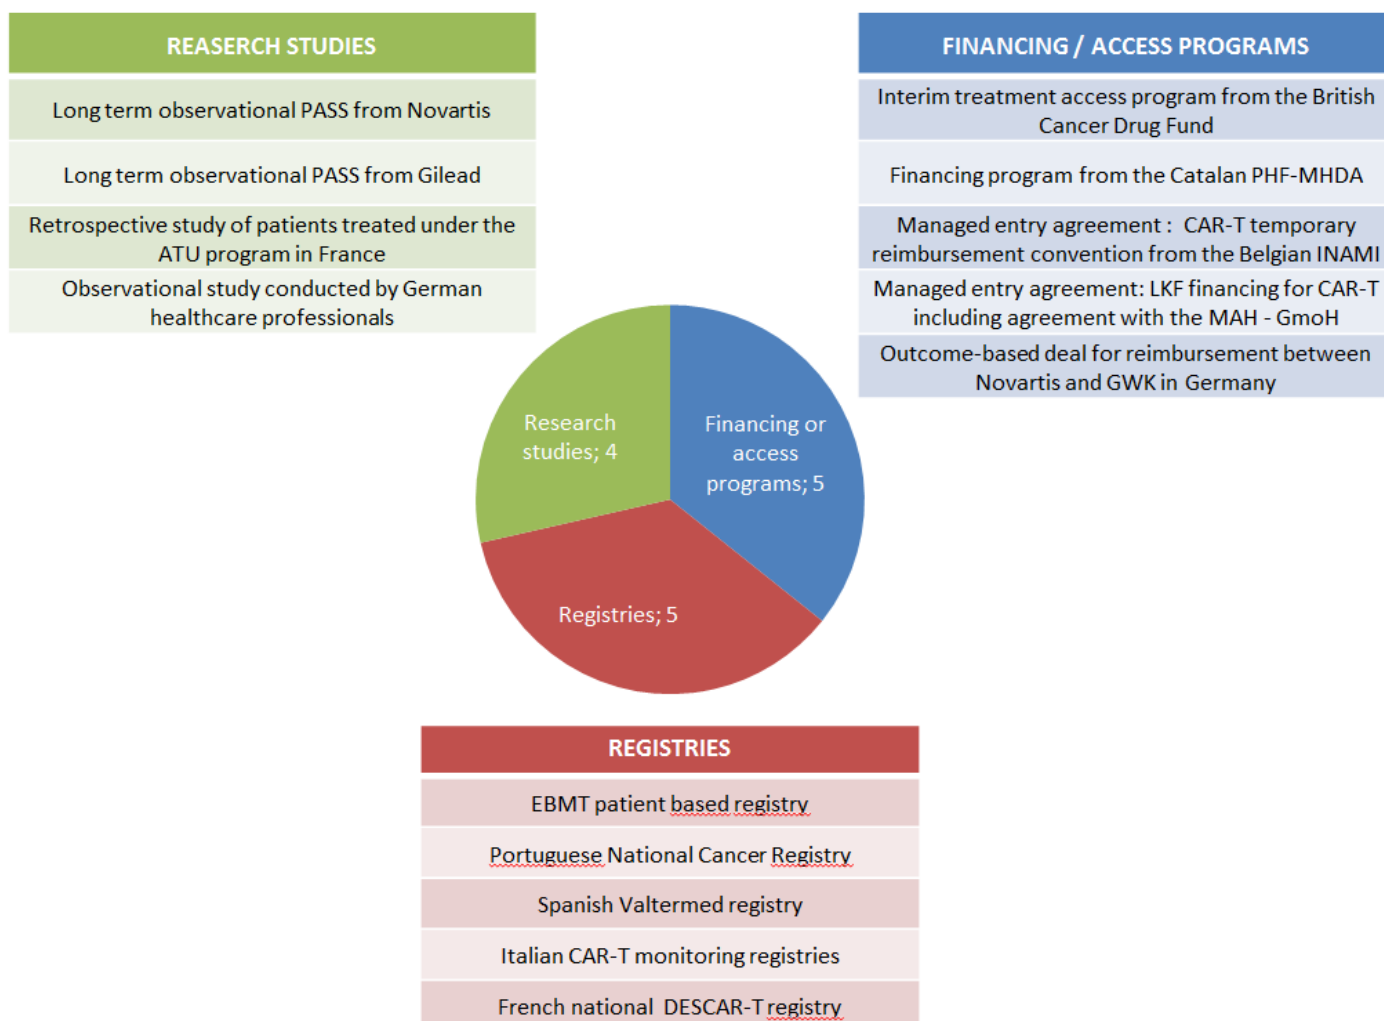 REASERCH STUDIES
Long term observational PASS from Novartis
Long term observational PASS from Gilead
Retrospective study of patients treated under the
ATU program in France
Observational study conducted by German
healthcare professionals
FINANCING / ACCESS PROGRAMS
Interim treatment access program from the British
Cancer Drug Fund
Financing program from the Catalan PHF-MHDA
Managed entry agreement : CAR-T temporary
reimbursement convention from the Belgian INAMI
Managed entry agreement: LKF financing for CAR-T
including agreement with the MAH - GmoH
Outcome-based deal for reimbursement between
Novartis and GWK in Germany
Research
studies; 4
Financing or
access
programs; 5
Registries; 5
REGISTRIES
EBMT patient based registry
Portuguese National Cancer Registry
Spanish Valtermed registry
Italian CAR-T monitoring registries
French national DESCAR-T registry